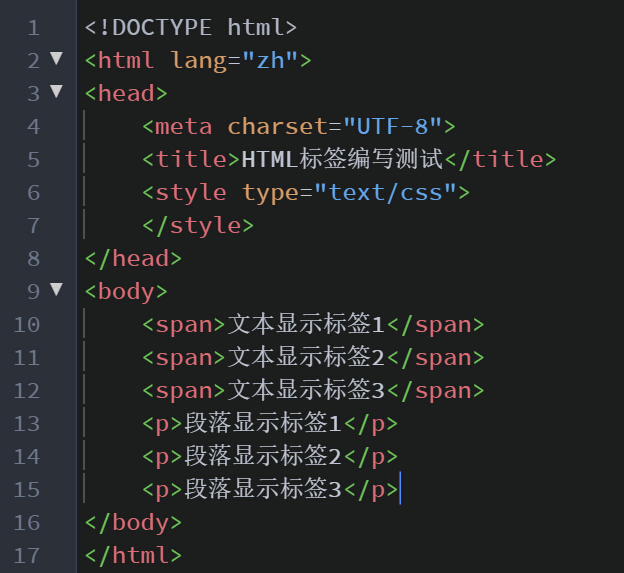 1 <!DOCTYPE html>
2 <html lang="zh">
3 <head>
4 <meta charset="UTF-8">
5 <title>HTML标签编写测试</title>
6 <style type="text/css">
7 </style>
8 </head>
9 <body>
10 <span>文本显示标签1</span>
11 <span>文本显示标签2</span>
12 <span>文本显示标签3</span>
13 <p>段落显示标签1</p>
14 <p>段落显示标签2</p>
15 <p>段落显示标签3</p>
16 </body>
17 </html>